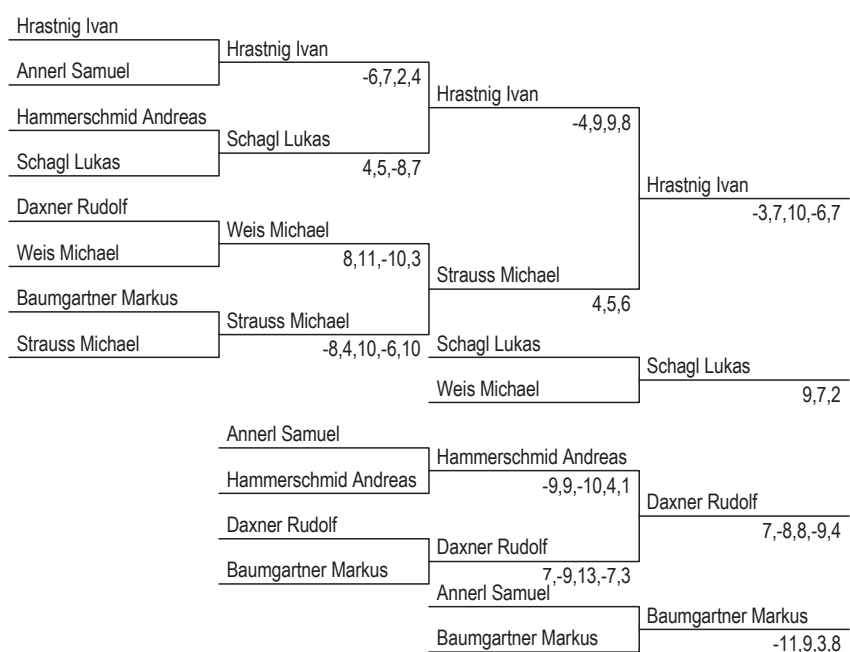 Hrastnig Ivan
Hrastnig Ivan
Annerl Samuel
-6,7,2,4
Hrastnig Ivan
Hammerschmid Andreas
-4,9,9,8
Schagl Lukas
Schagl Lukas
4,5,-8,7
Hrastnig Ivan
Daxner Rudolf
-3,7,10,-6,7
Weis Michael
Weis Michael
8,11,-10,3
Strauss Michael
Baumgartner Markus
4,5,6
Strauss Michael
Strauss Michael
-8,4,10,-6,10
Schagl Lukas
Schagl Lukas
Weis Michael
9,7,2
Annerl Samuel
Hammerschmid Andreas
Hammerschmid Andreas
-9,9,-10,4,1
Daxner Rudolf
Daxner Rudolf
7,-8,8,-9,4
Daxner Rudolf
Baumgartner Markus
7,-9,13,-7,3
Annerl Samuel
Baumgartner Markus
Baumgartner Markus
-11,9,3,8